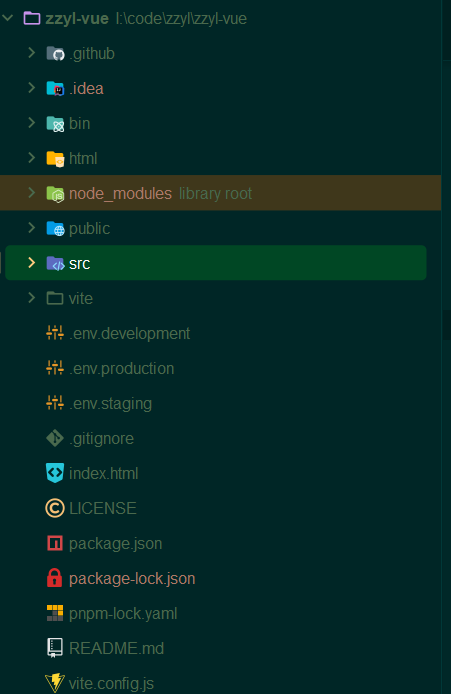 zzyl-vue I:\code\zzyl\zzyl-vue
.github
.idea
bin
html
node_modules library root
public
src
vite
.env.development
.env.production
.env.staging
.gitignore
index.html
LICENSE
package.json
package-lock.json
pnpm-lock.yaml
README.md
vite.config.js